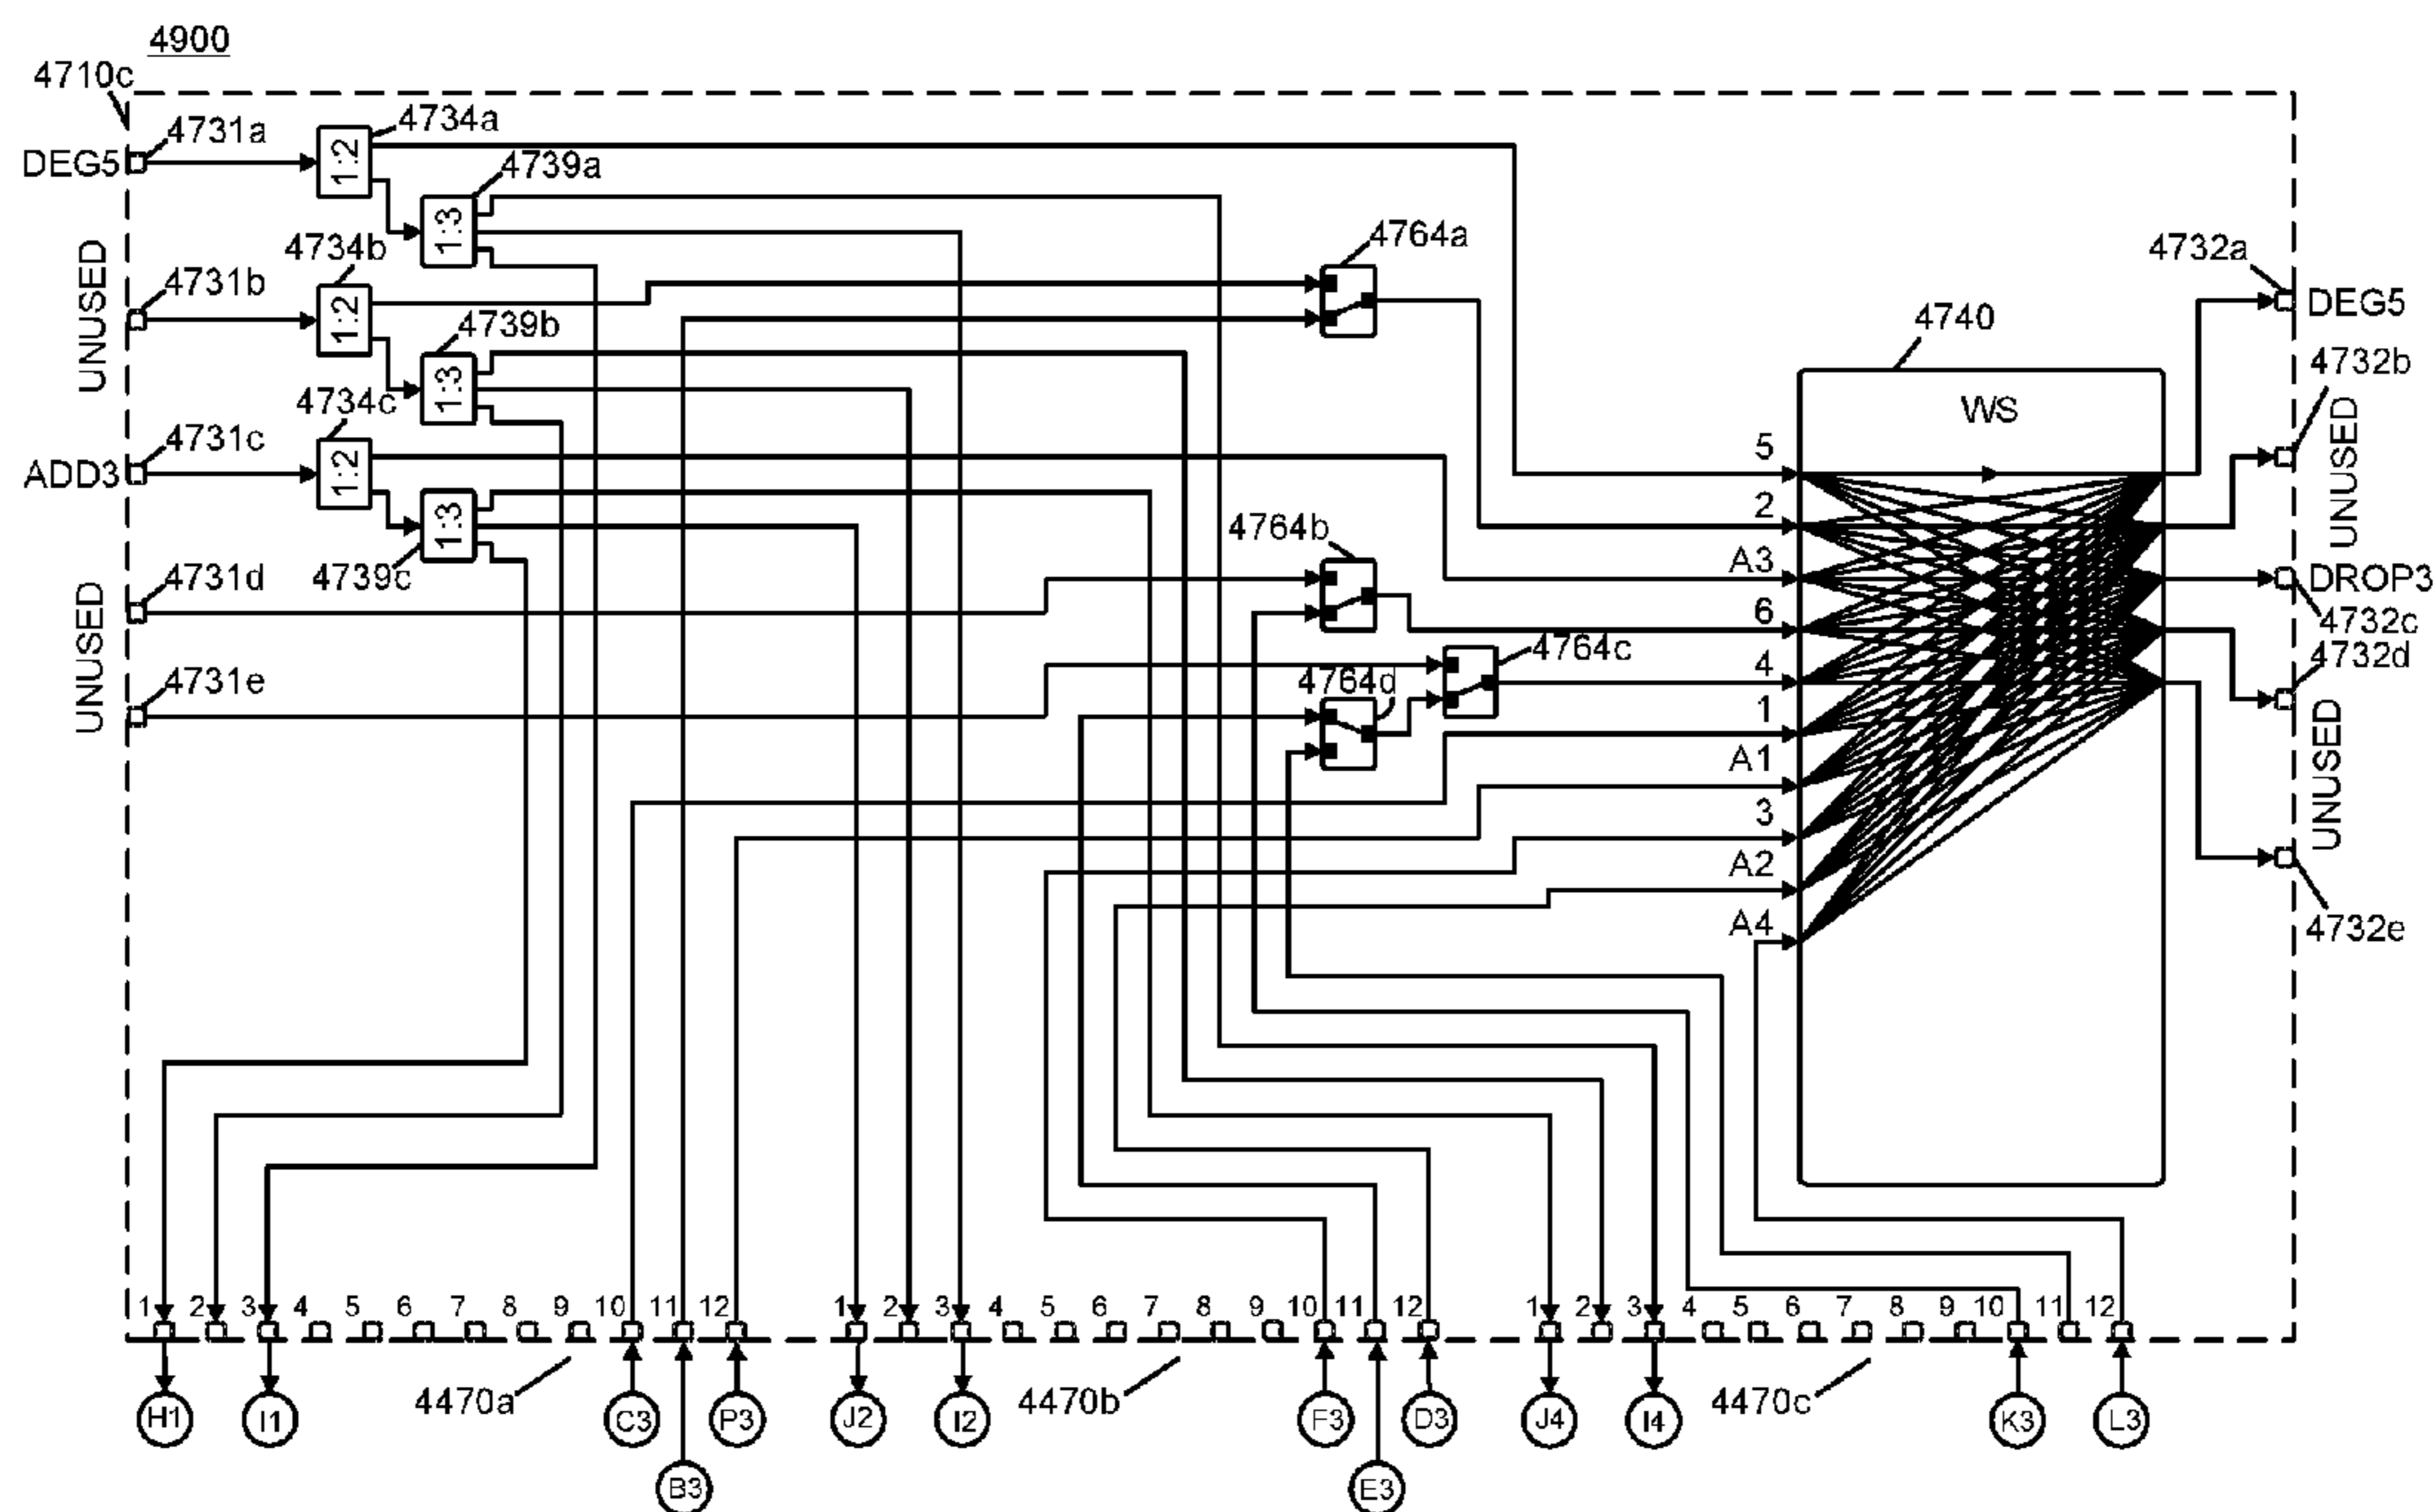 4900
4710c
4731a
4734a
DEG5
1:2
4739a
1:3
4734b
4764a
4732a
UNUSED
4731b
1:2
4739b
4740
DEG5
4732b
1:3
4734c
WS
UNUSED
4731c
5
ADD3
1:2
2
1:3
4764b
A3
DROP3
4731d
4739c
6
4732c
UNUSED
4764c
4
4732d
4731e
4764d
1
A1
UNUSED
3
A2
A4
4732e
1 2 3 4 5 6 7 8 9 10 11 12
1 2 3 4 5 6 7 8 9 10 11 12
1 2 3 4 5 6 7 8 9 10 11 12
4470a
4470b
4470c
H1
I1
C3
P3
J2
I2
F3
D3
J4
I4
K3
L3
B3
E3